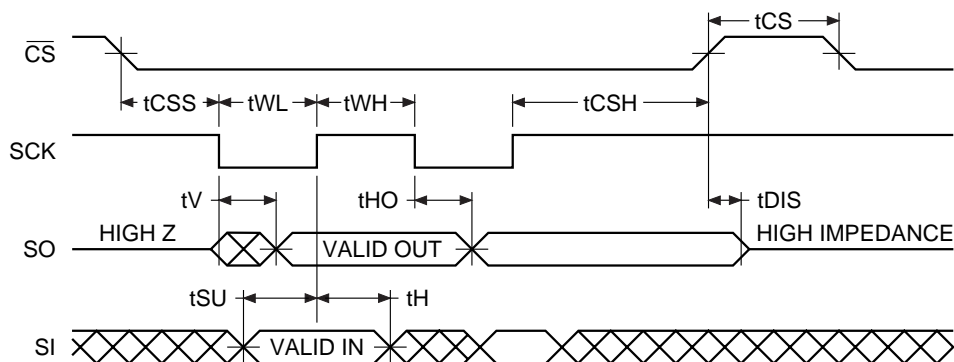 tCS
C̅S̅
tCSS tWL tWH tCSH
SCK
tV tHO tDIS
HIGH Z VALID OUT HIGH IMPEDANCE
SO
tSU tH
SI VALID IN